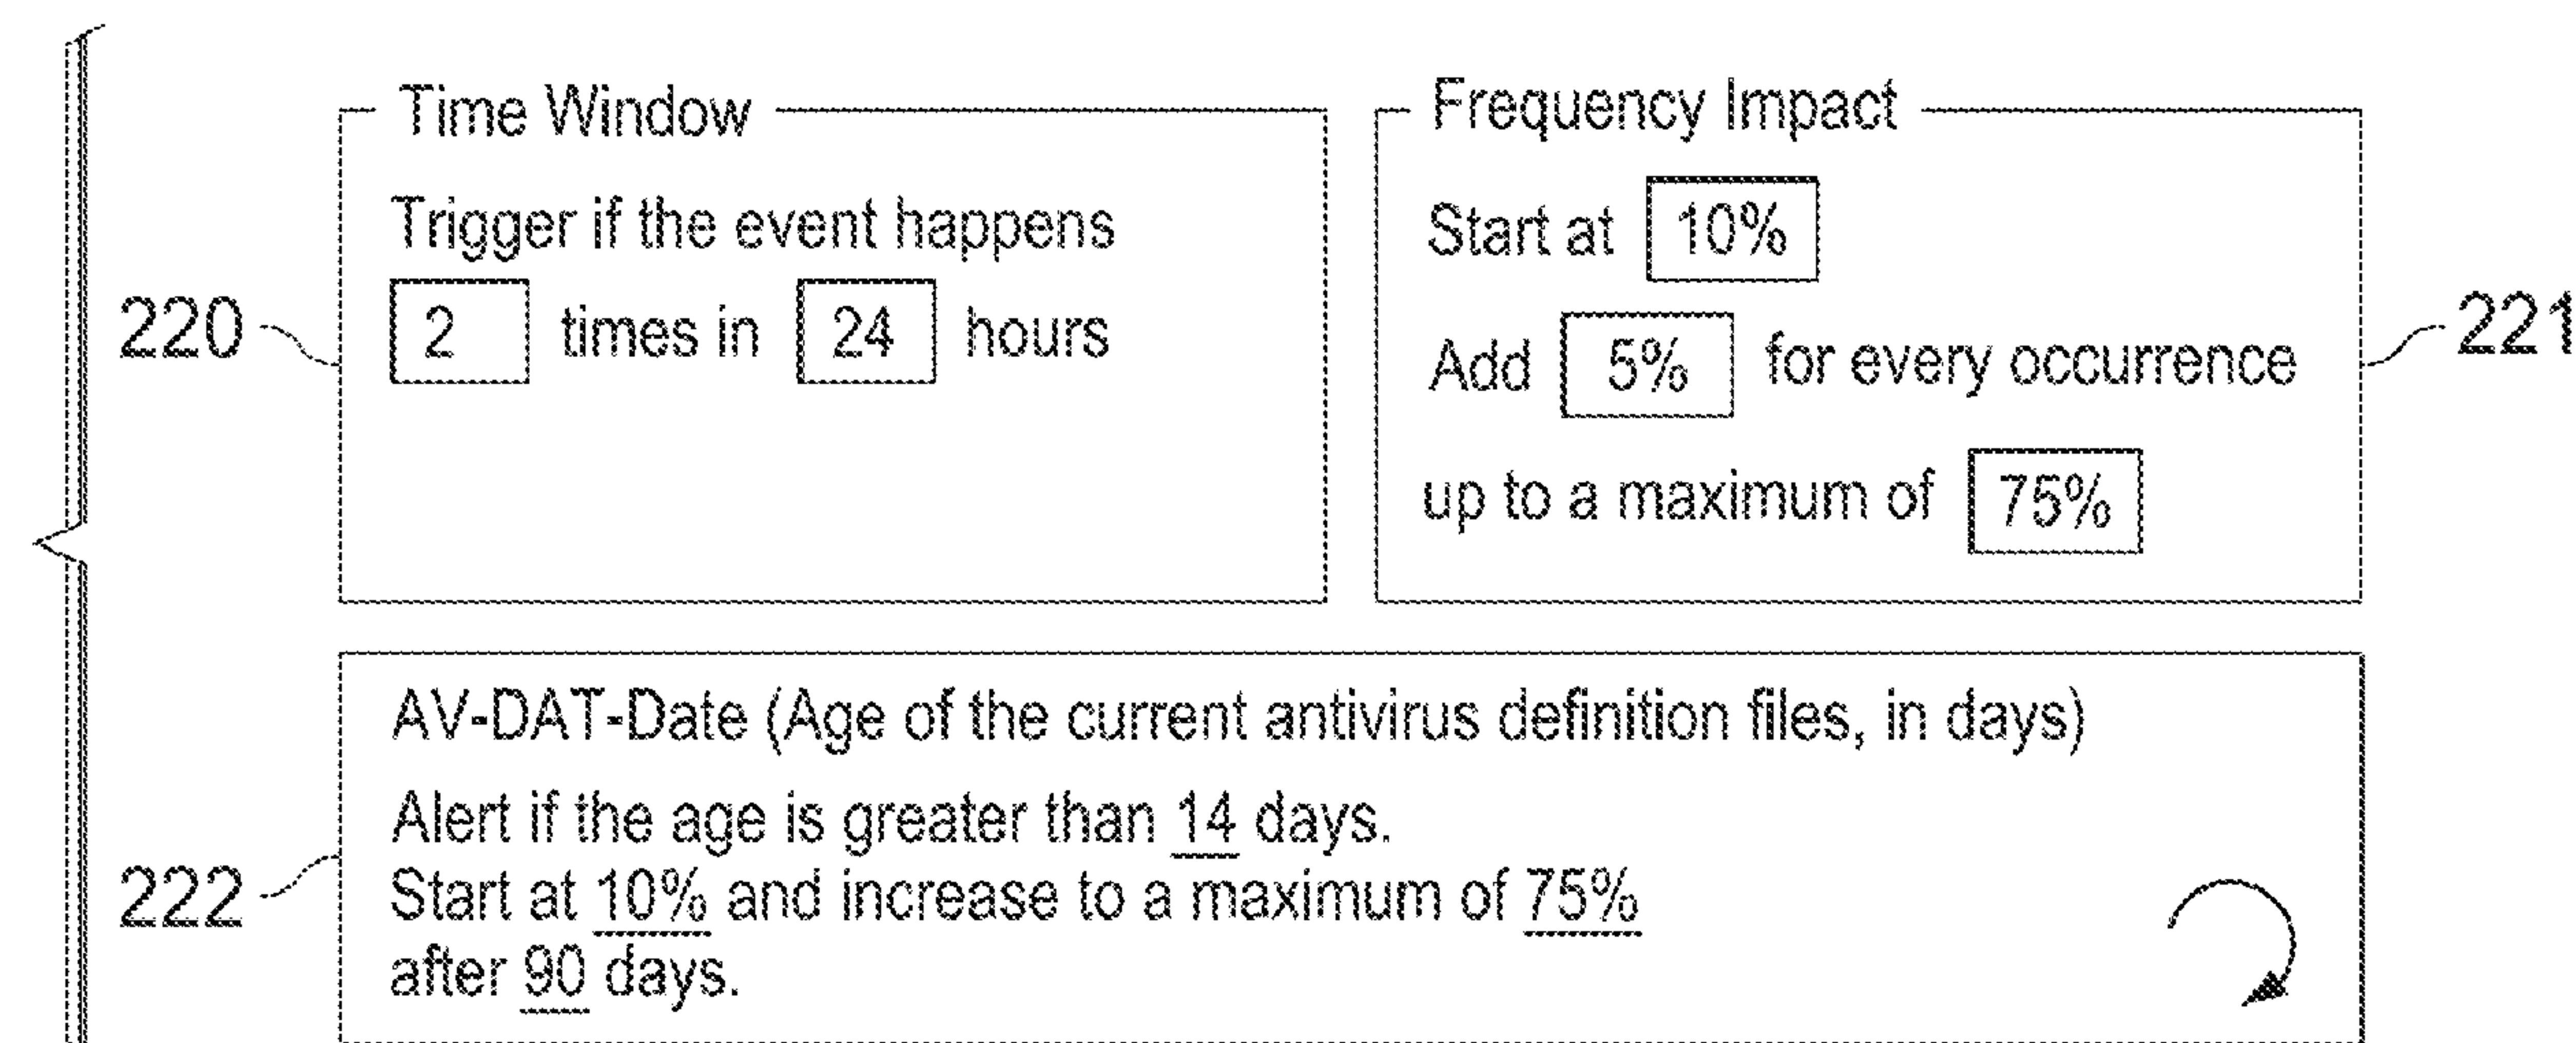 Time Window
Trigger if the event happens
2 times in 24 hours
220
Frequency Impact
Start at 10%
Add 5% for every occurrence
up to a maximum of 75%
221
AV-DAT-Date (Age of the current antivirus definition files, in days)
Alert if the age is greater than 14 days.
Start at 10% and increase to a maximum of 75%
after 90 days.
222